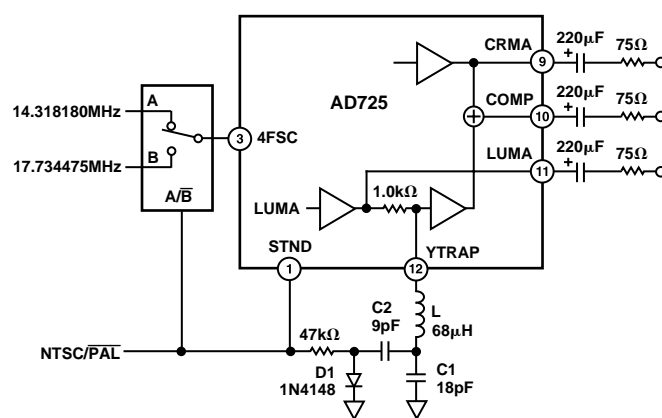 CRMA
9
220µF
+
75Ω
14.318180MHz
A
17.734475MHz
B
A/B̅
3
4FSC
AD725
COMP
10
220µF
+
75Ω
LUMA
11
220µF
+
75Ω
LUMA
1.0kΩ
STND
1
YTRAP
12
NTSC/P̅A̅L̅
47kΩ
D1
1N4148
C2
9pF
L
68µH
C1
18pF